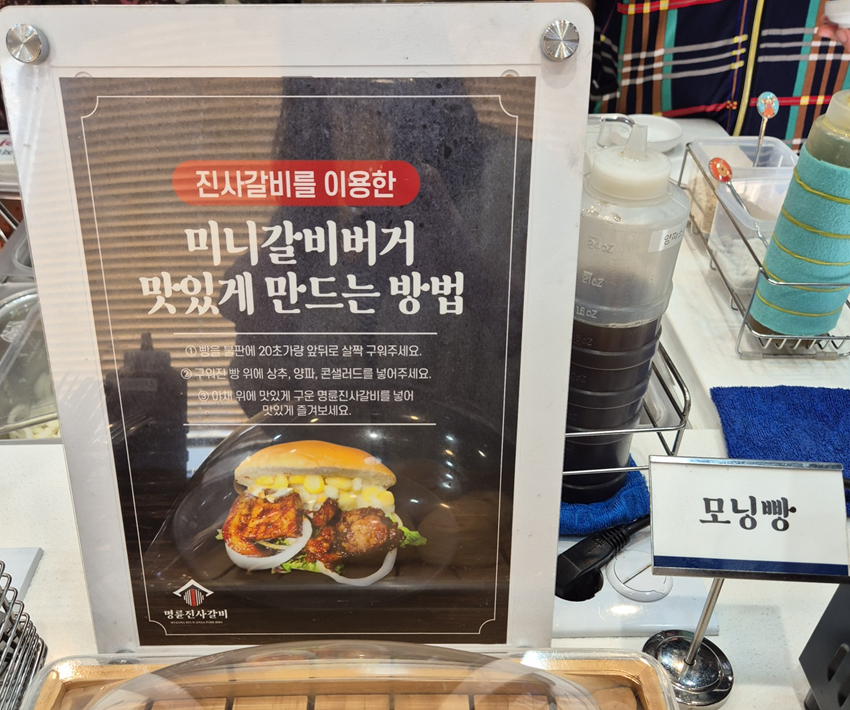 진사갈비를 이용한
미니갈비버거
맛있게 만드는 방법
① 빵을 불판에 20초가량 앞뒤로 살짝 구워주세요.
② 구워진 빵 위에 상추, 양파, 콘샐러드를 넣어주세요.
③ 야채 위에 맛있게 구운 명륜진사갈비를 넣어
맛있게 즐겨보세요.
명륜진사갈비
24 oz
모닝빵